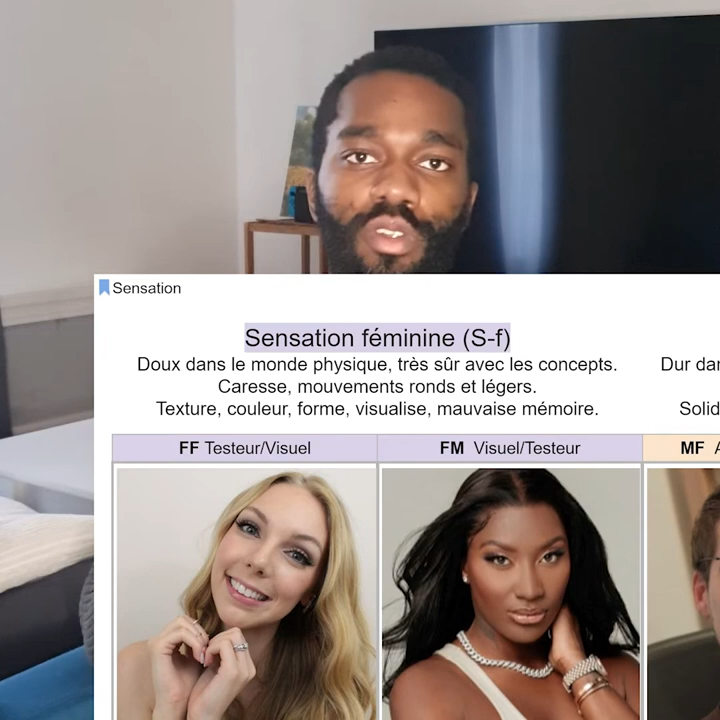 Sensation
Sensation féminine (S-f)
Doux dans le monde physique, très sûr avec les concepts.
Caresse, mouvements ronds et légers.
Texture, couleur, forme, visualise, mauvaise mémoire.
Dur
Solid
FF Testeur/Visuel
FM Visuel/Testeur
MF